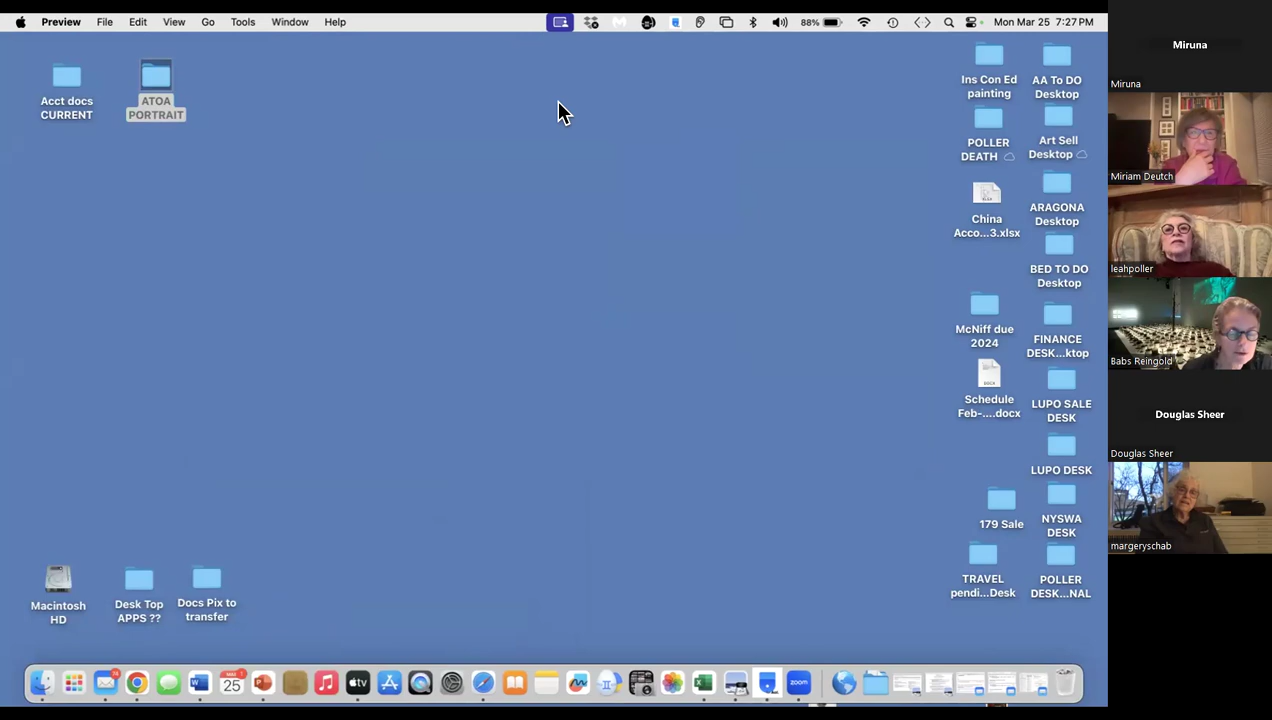 Preview File Edit View Go Tools Window Help 88% Mon Mar 25 7:27 PM
Acct docs
CURRENT
ATOA
PORTRAIT
Ins Con Ed
painting
AA To DO
Desktop
POLLER
DEATH
Art Sell
Desktop
China
Acco...3.xlsx
ARAGONA
Desktop
BED TO DO
Desktop
McNiff due
2024
FINANCE
DESK...ktop
Schedule
Feb-....docx
LUPO SALE
DESK
LUPO DESK
179 Sale
NYSWA
DESK
TRAVEL
pendi...Desk
POLLER
DESK...NAL
Macintosh
HD
Desk Top
APPS ??
Docs Pix to
transfer
25
tv
zoom
Miruna
Miruna
Miriam Deutch
leahpoller
Babs Reingold
Douglas Sheer
Douglas Sheer
margeryschab